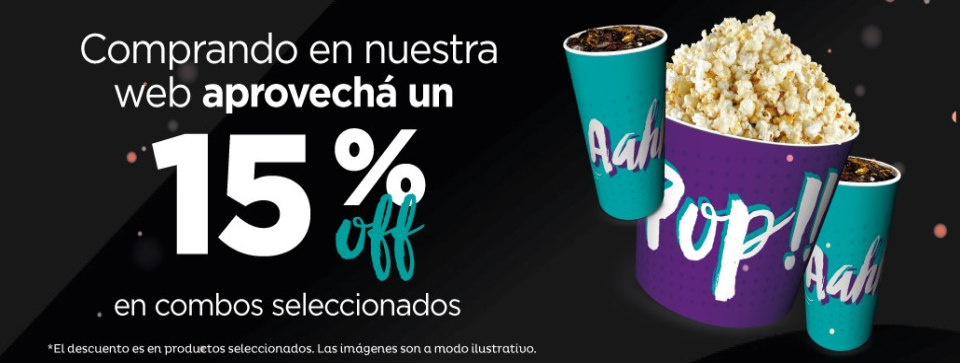 Comprando en nuestra
web aprovechá un
15% off
en combos seleccionados
*El descuento es en productos seleccionados. Las imágenes son a modo ilustrativo.
Aah!
Pop!!
Aah!